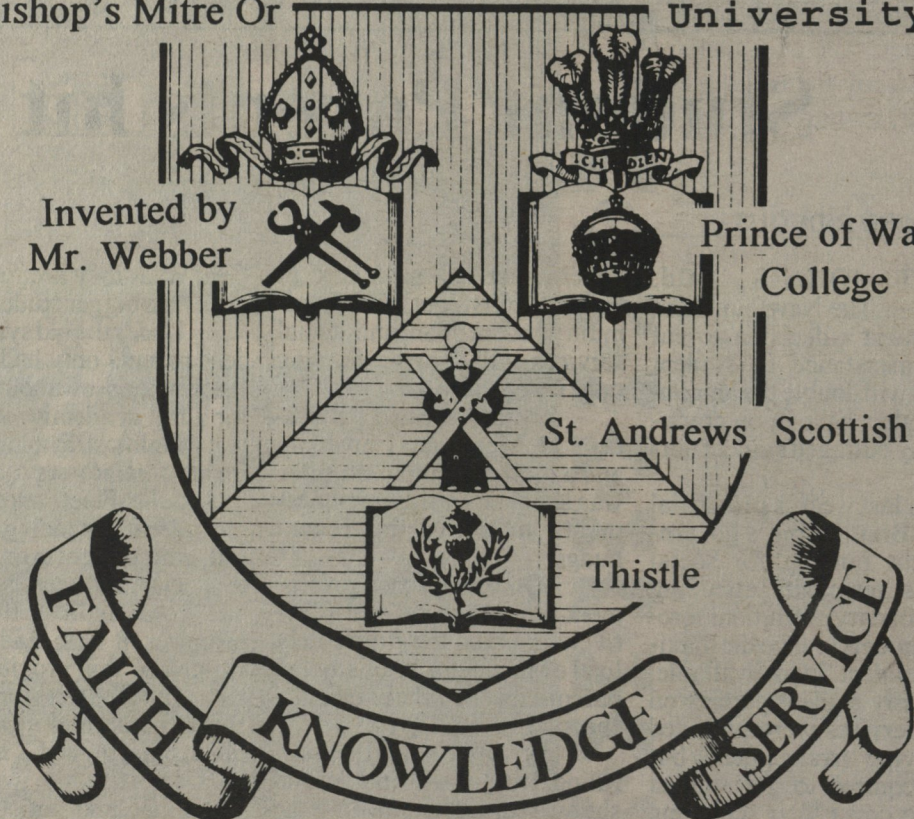 ishop's Mitre Or
University
ICH DIEN
Invented by
Mr. Webber
Prince of Wa
College
St. Andrews Scottish
Thistle
FAITH
KNOWLEDGE
SERVICE